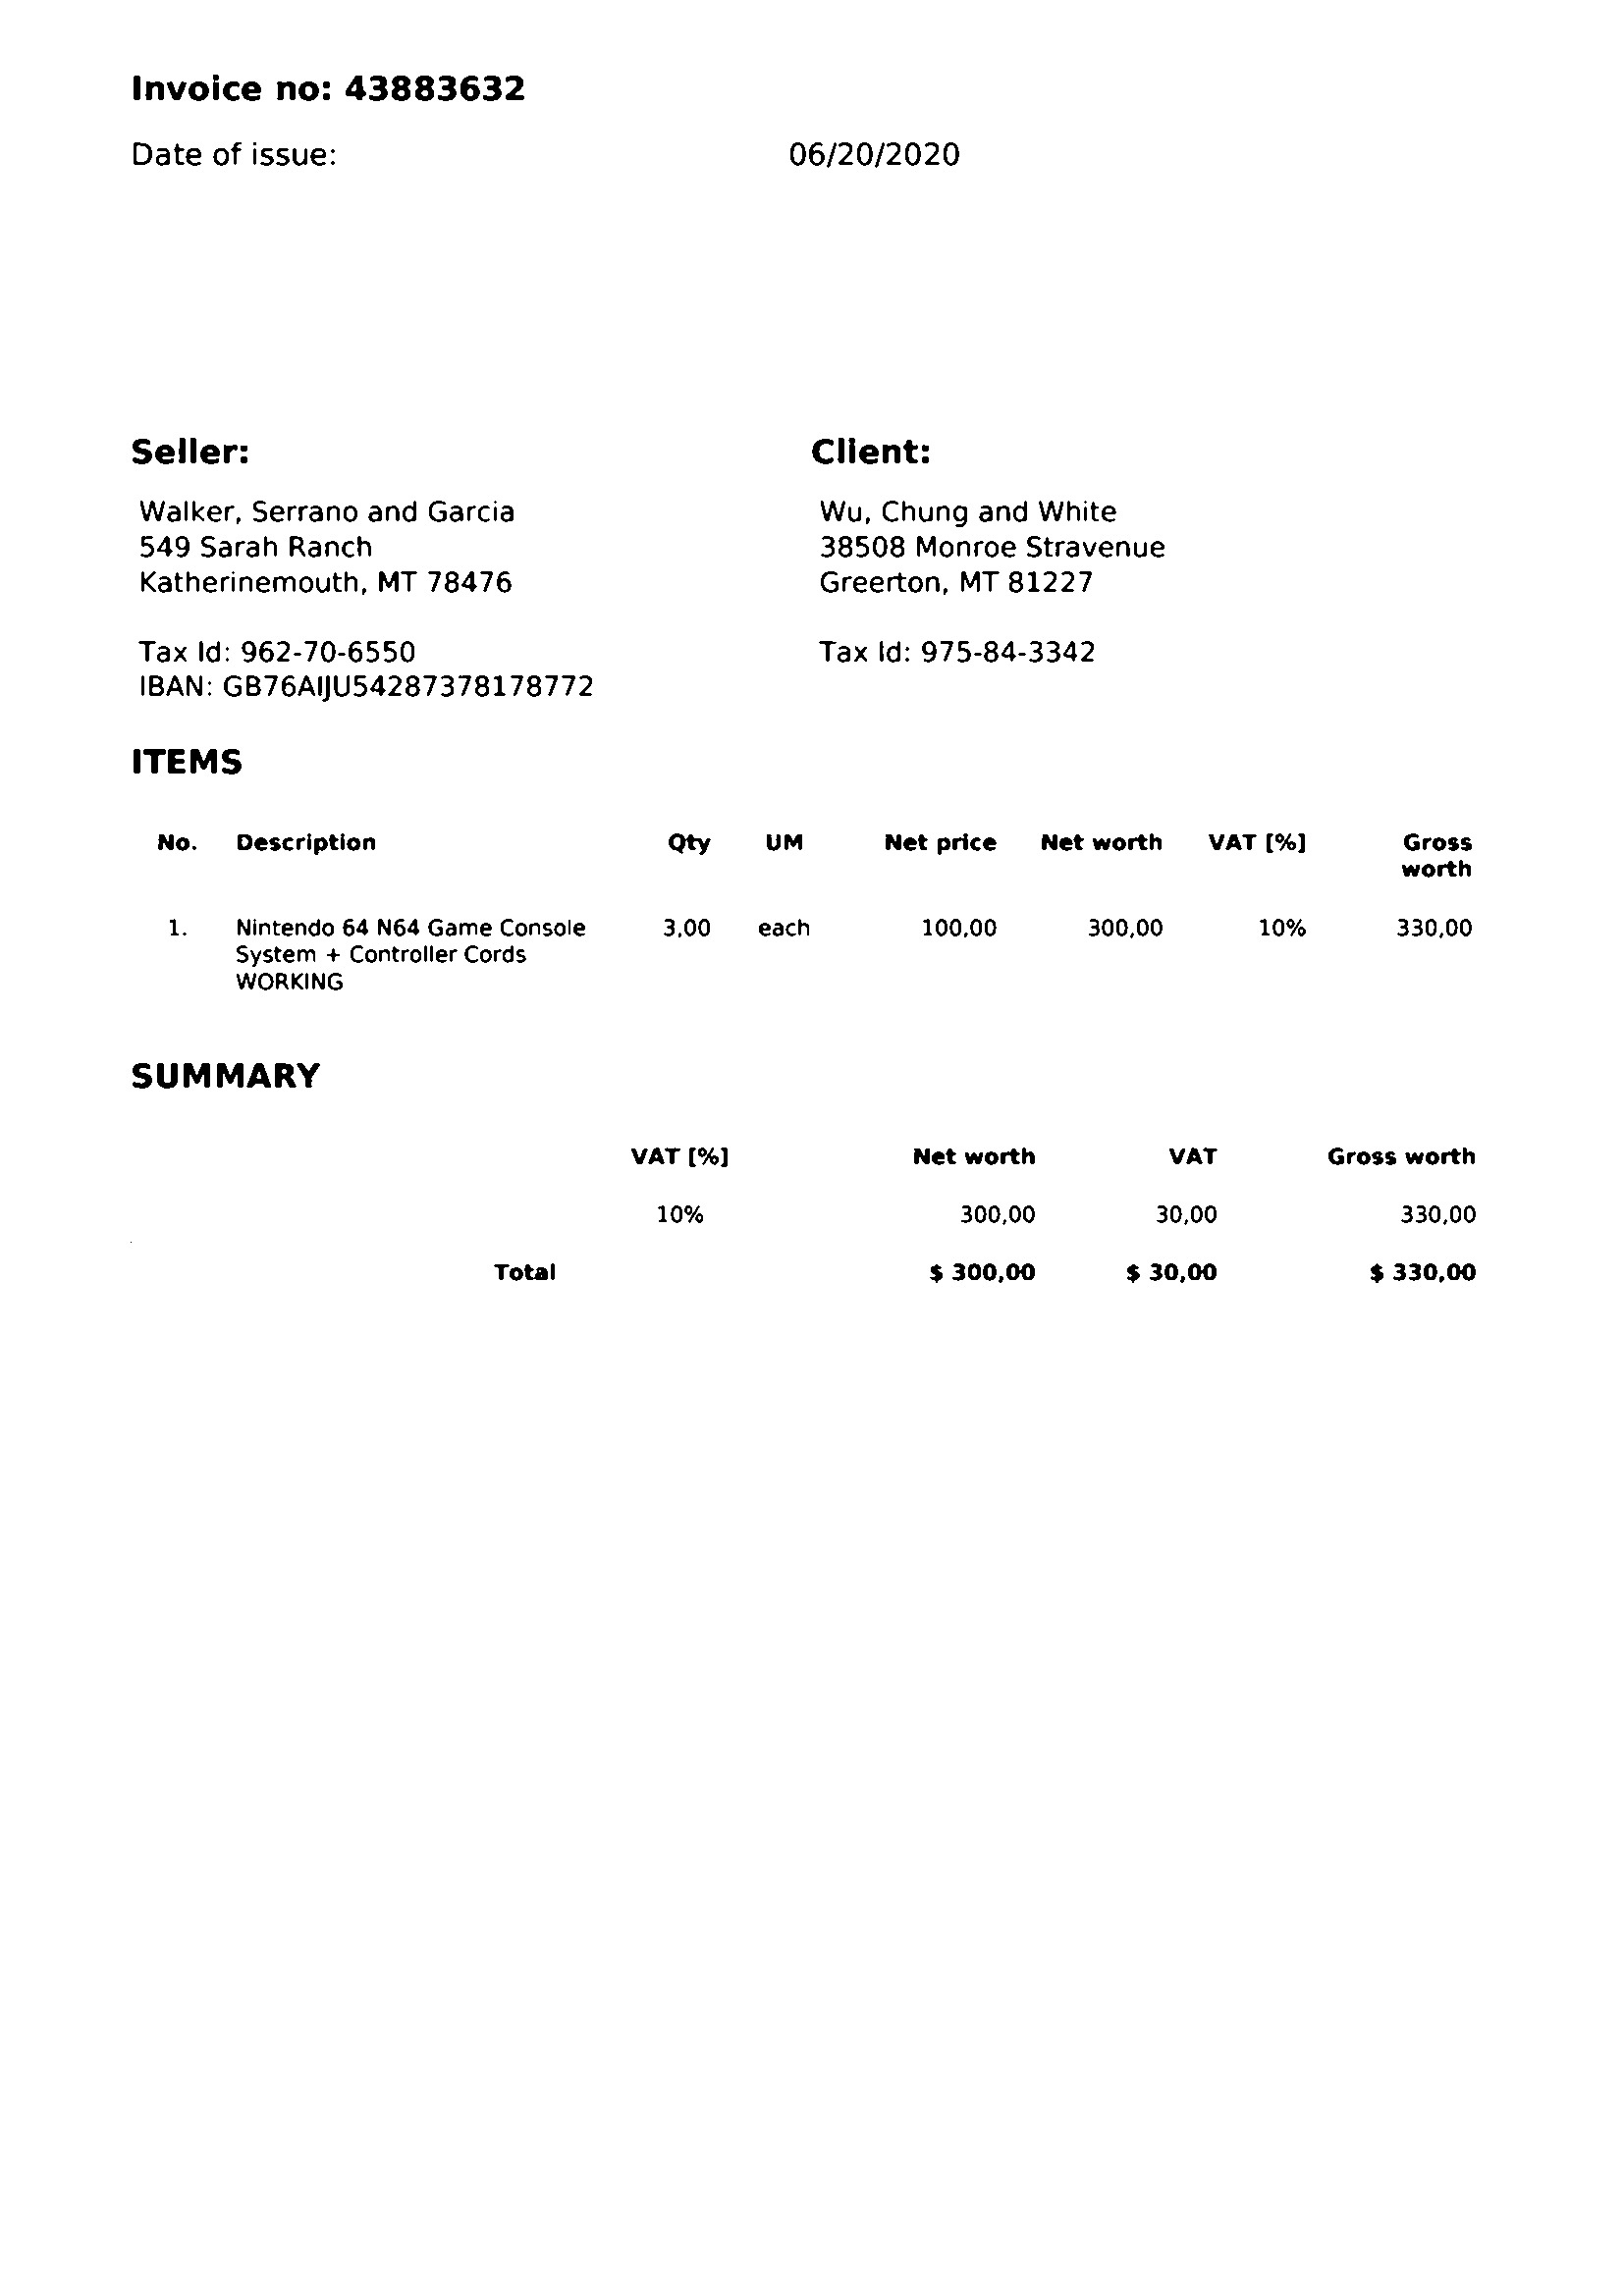 Invoice no: 43883632
Date of issue: 06/20/2020
Seller:
Walker, Serrano and Garcia
549 Sarah Ranch
Katherinemouth, MT 78476
Tax Id: 962-70-6550
IBAN: GB76AIJU54287378178772
Client:
Wu, Chung and White
38508 Monroe Stravenue
Greerton, MT 81227
Tax Id: 975-84-3342
ITEMS
No. Description Qty UM Net price Net worth VAT [%] Gross
worth
1. Nintendo 64 N64 Game Console 3,00 each 100,00 300,00 10% 330,00
System + Controller Cords
WORKING
SUMMARY
VAT [%] Net worth VAT Gross worth
10% 300,00 30,00 330,00
Total $ 300,00 $ 30,00 $ 330,00